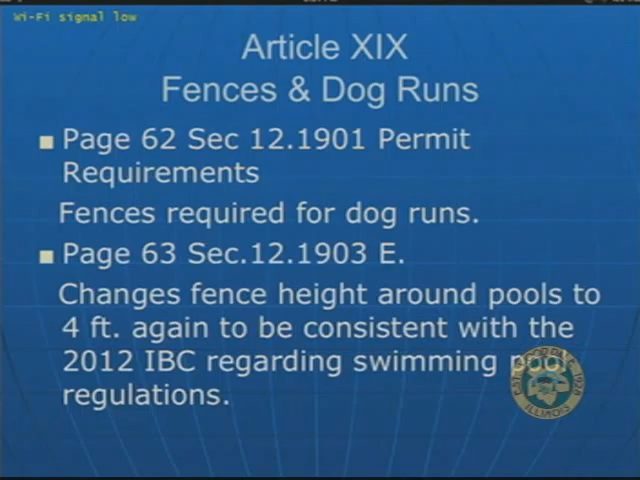 Wi-Fi signal low
Article XIX
Fences & Dog Runs
Page 62 Sec 12.1901 Permit
Requirements
Fences required for dog runs.
Page 63 Sec.12.1903 E.
Changes fence height around pools to
4 ft. again to be consistent with the
2012 IBC regarding swimming pool
regulations.
ILLINOIS